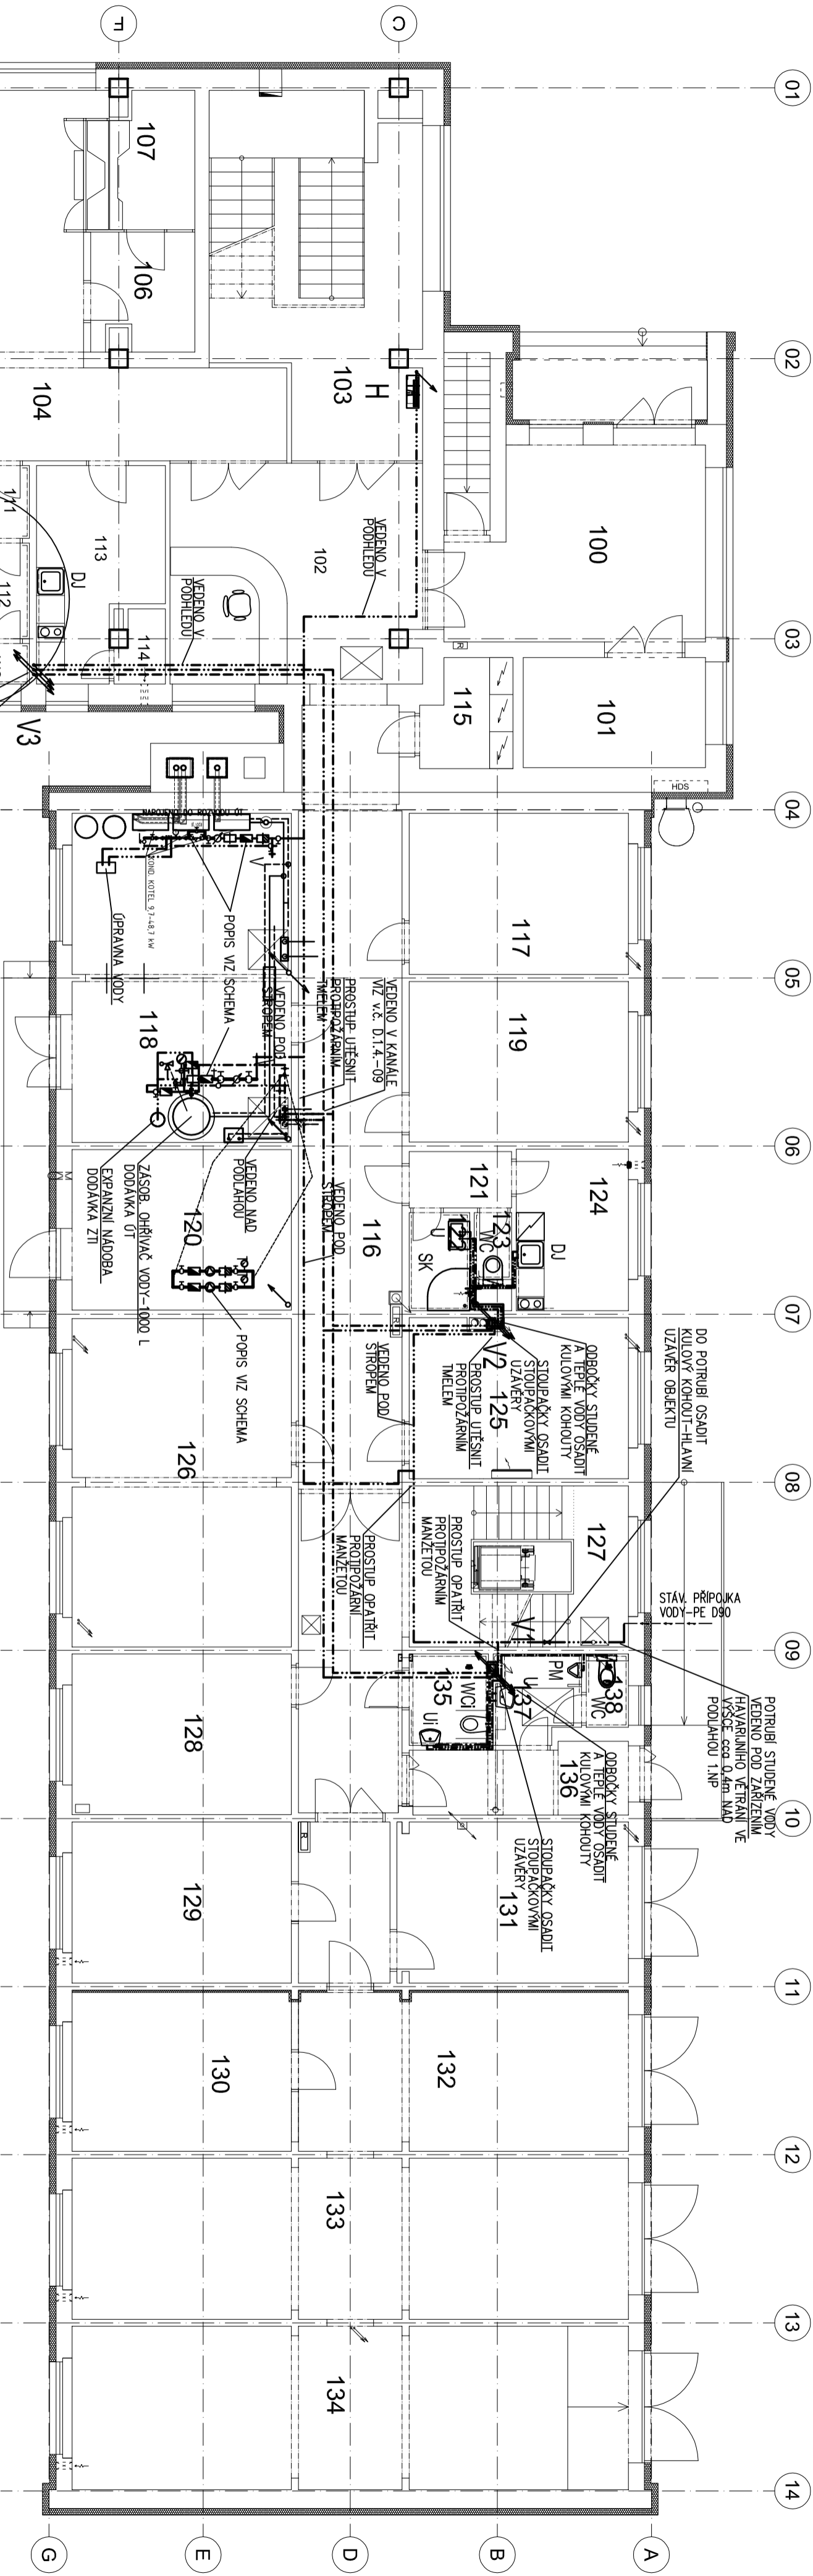 F
C
01
02
03
04
05
06
07
08
09
10
11
12
13
14
G
E
D
B
A
107
106
104
103
H
102
VEDENO V
PODHLEDU
VEDENO V
PODHLEDU
100
101
115
HDS
R
111
112
113
114
DJ
V3
117
119
POPIS VIZ SCHEMA
ÚPRAVNA VODY
118
VEDENO POD
STROPEM
PROSTUP UTĚSNIT
PROTIPOŽÁRNÍM
TMELEM
VEDENO V KANÁLE
VIZ v.č. D.1.4.-09
VEDENO NAD
PODLAHOU
VEDENO POD
STROPEM
116
EXPANZNÍ NÁDOBA
DODÁVKA ZTI
ZÁSOB. OHŘÍVAČ VODY-1000 L
DODÁVKA ÚT
120
POPIS VIZ SCHEMA
121
124
122
U
SK
123
WC
DJ
R
V2
125
ODBOČKY STUDENÉ
A TEPLÉ VODY OSADIT
KULOVÝMI KOHOUTY
STOUPAČKY OSADIT
STOUPAČKOVÝMI
UZÁVĚRY
PROSTUP UTĚSNIT
PROTIPOŽÁRNÍM
TMELEM
VEDENO POD
STROPEM
126
DO POTRUBÍ OSADIT
KULOVÝ KOHOUT-HLAVNÍ
UZÁVĚR OBJEKTU
127
V1
PROSTUP OPATŘIT
PROTIPOŽÁRNÍM
MANŽETOU
PROSTUP OPATŘIT
PROTIPOŽÁRNÍ
MANŽETOU
STÁV. PŘÍPOJKA
VODY-PE D90
POTRUBÍ STUDENÉ VODY
VEDENO POD ZAŘÍZENÍM
HAVARIJNÍHO VĚTRÁNÍ VE
VÝŠCE cca 0,4m NAD
PODLAHOU 1.NP
128
135
WCi
Ui
137
U
PM
138
WC
136
ODBOČKY STUDENÉ
A TEPLÉ VODY OSADIT
KULOVÝMI KOHOUTY
STOUPAČKY OSADIT
STOUPAČKOVÝMI
UZÁVĚRY
R
129
131
130
132
133
134